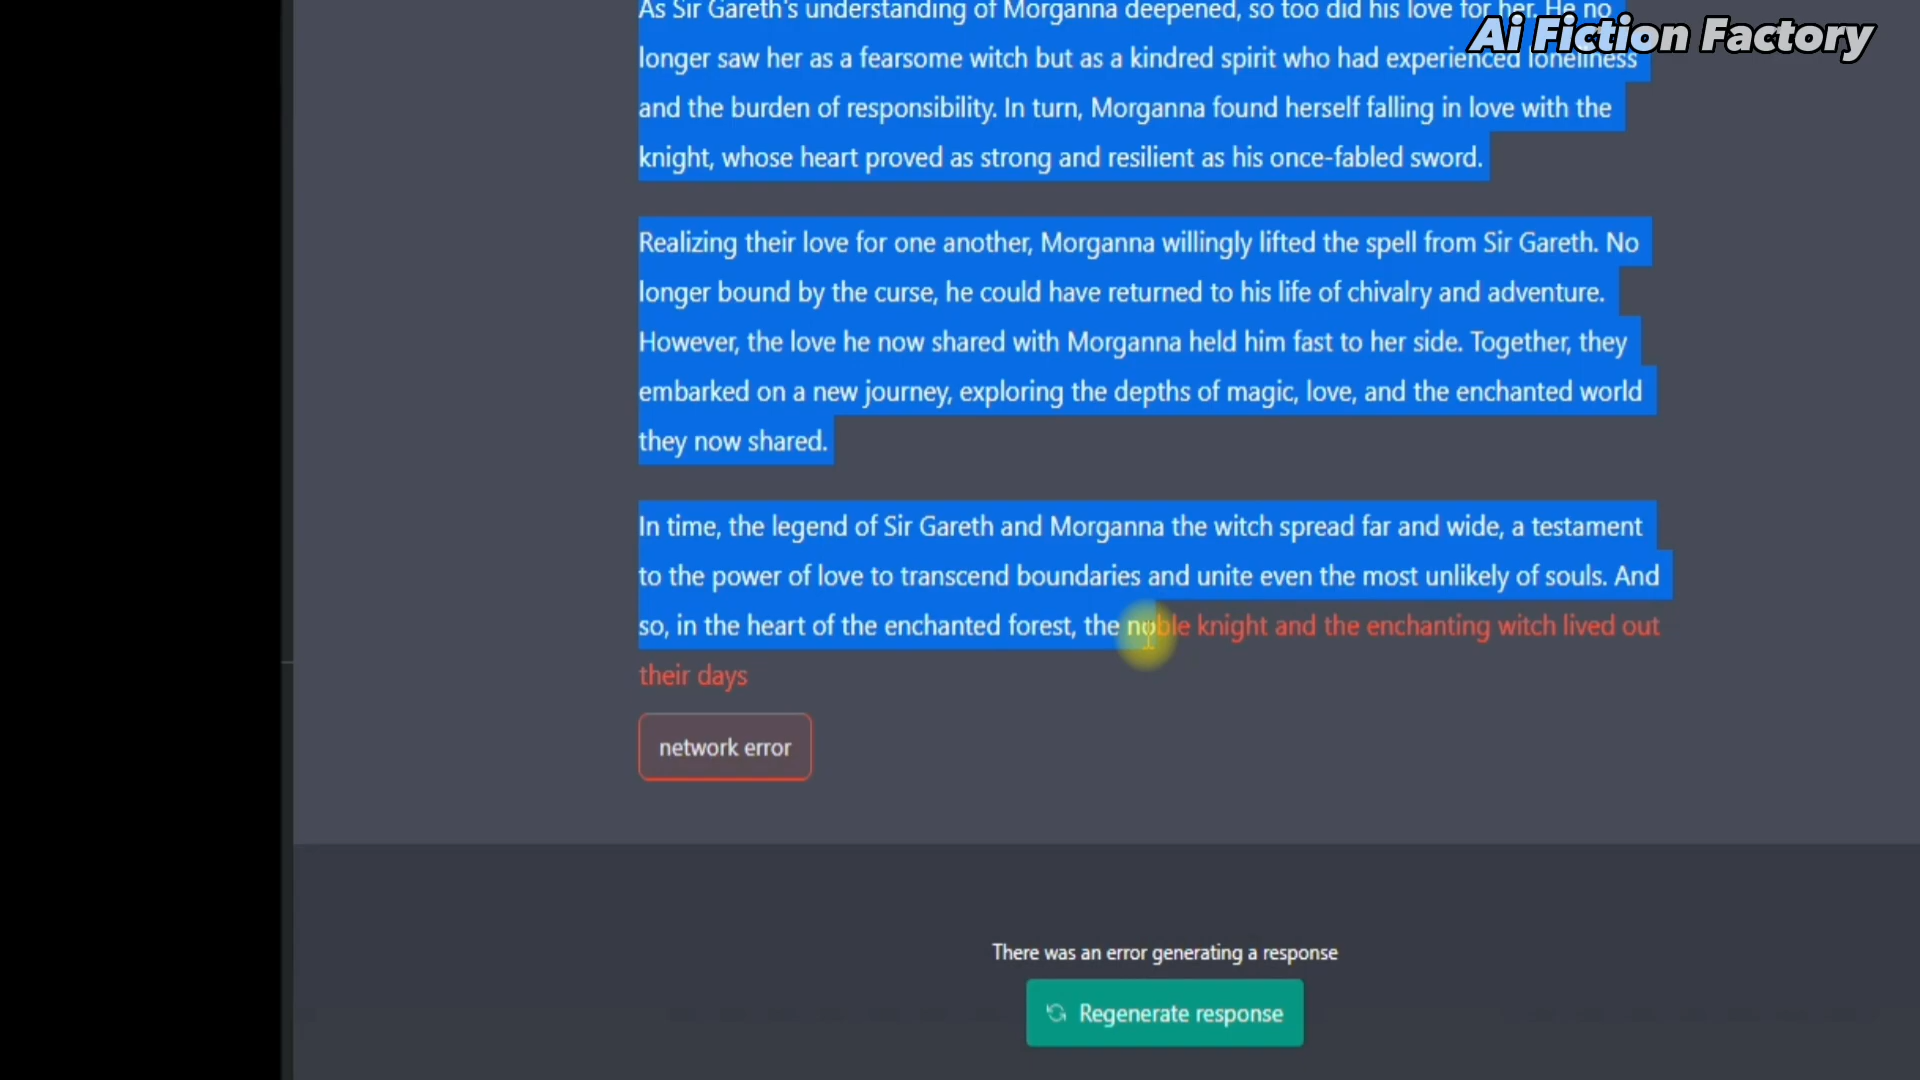 As Sir Gareth's understanding of Morganna deepened, so too did his love for her. He no
Ai Fiction Factory
longer saw her as a fearsome witch but as a kindred spirit who had experienced loneliness
and the burden of responsibility. In turn, Morganna found herself falling in love with the
knight, whose heart proved as strong and resilient as his once-fabled sword.
Realizing their love for one another, Morganna willingly lifted the spell from Sir Gareth. No
longer bound by the curse, he could have returned to his life of chivalry and adventure.
However, the love he now shared with Morganna held him fast to her side. Together, they
embarked on a new journey, exploring the depths of magic, love, and the enchanted world
they now shared.
In time, the legend of Sir Gareth and Morganna the witch spread far and wide, a testament
to the power of love to transcend boundaries and unite even the most unlikely of souls. And
so, in the heart of the enchanted forest, the noble knight and the enchanting witch lived out
their days
network error
There was an error generating a response
Regenerate response